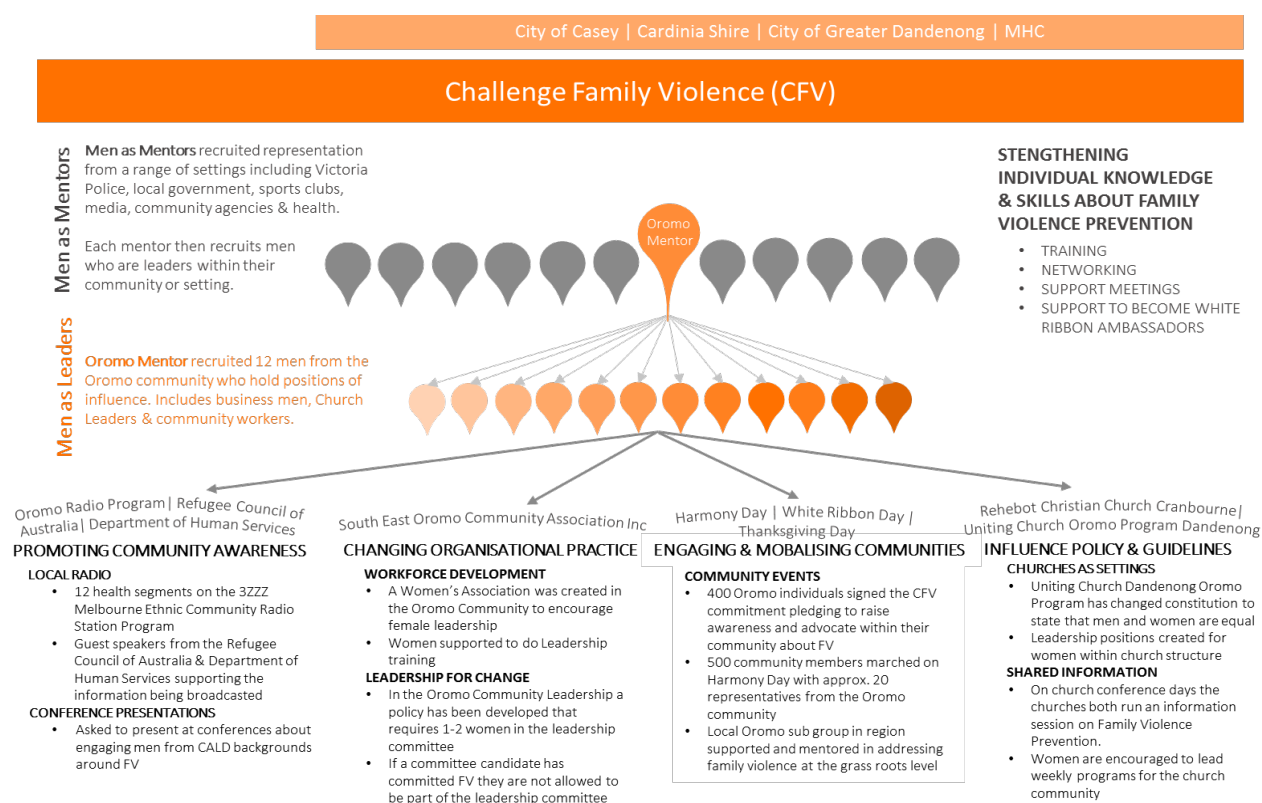 City of Casey | Cardinia Shire | City of Greater Dandenong | MHC
Challenge Family Violence (CFV)
Men as Mentors
Men as Mentors recruited representation
from a range of settings including Victoria
Police, local government, sports clubs,
media, community agencies & health.
Each mentor then recruits men
who are leaders within their
community or setting.
Oromo
Mentor
STENGTHENING
INDIVIDUAL KNOWLEDGE
& SKILLS ABOUT FAMILY
VIOLENCE PREVENTION
• TRAINING
• NETWORKING
• SUPPORT MEETINGS
• SUPPORT TO BECOME WHITE
RIBBON AMBASSADORS
Men as Leaders
Oromo Mentor recruited 12 men from the
Oromo community who hold positions of
influence. Includes business men, Church
Leaders & community workers.
Oromo Radio Program| Refugee Council of
Australia| Department of Human Services
PROMOTING COMMUNITY AWARENESS
LOCAL RADIO
• 12 health segments on the 3ZZZ
Melbourne Ethnic Community Radio
Station Program
• Guest speakers from the Refugee
Council of Australia & Department of
Human Services supporting the
information being broadcasted
CONFERENCE PRESENTATIONS
• Asked to present at conferences about
engaging men from CALD backgrounds
around FV
South East Oromo Community Association Inc
CHANGING ORGANISATIONAL PRACTICE
WORKFORCE DEVELOPMENT
• A Women's Association was created in
the Oromo Community to encourage
female leadership
• Women supported to do Leadership
training
LEADERSHIP FOR CHANGE
• In the Oromo Community Leadership a
policy has been developed that
requires 1-2 women in the leadership
committee
• If a committee candidate has
committed FV they are not allowed to
be part of the leadership committee
Harmony Day | White Ribbon Day |
Thanksgiving Day
ENGAGING & MOBALISING COMMUNITIES
COMMUNITY EVENTS
• 400 Oromo individuals signed the CFV
commitment pledging to raise
awareness and advocate within their
community about FV
• 500 community members marched on
Harmony Day with approx. 20
representatives from the Oromo
community
• Local Oromo sub group in region
supported and mentored in addressing
family violence at the grass roots level
Rehebot Christian Church Cranbourne|
Uniting Church Oromo Program Dandenong
INFLUENCE POLICY & GUIDELINES
CHURCHES AS SETTINGS
• Uniting Church Dandenong Oromo
Program has changed constitution to
state that men and women are equal
• Leadership positions created for
women within church structure
SHARED INFORMATION
• On church conference days the
churches both run an information
session on Family Violence
Prevention.
• Women are encouraged to lead
weekly programs for the church
community